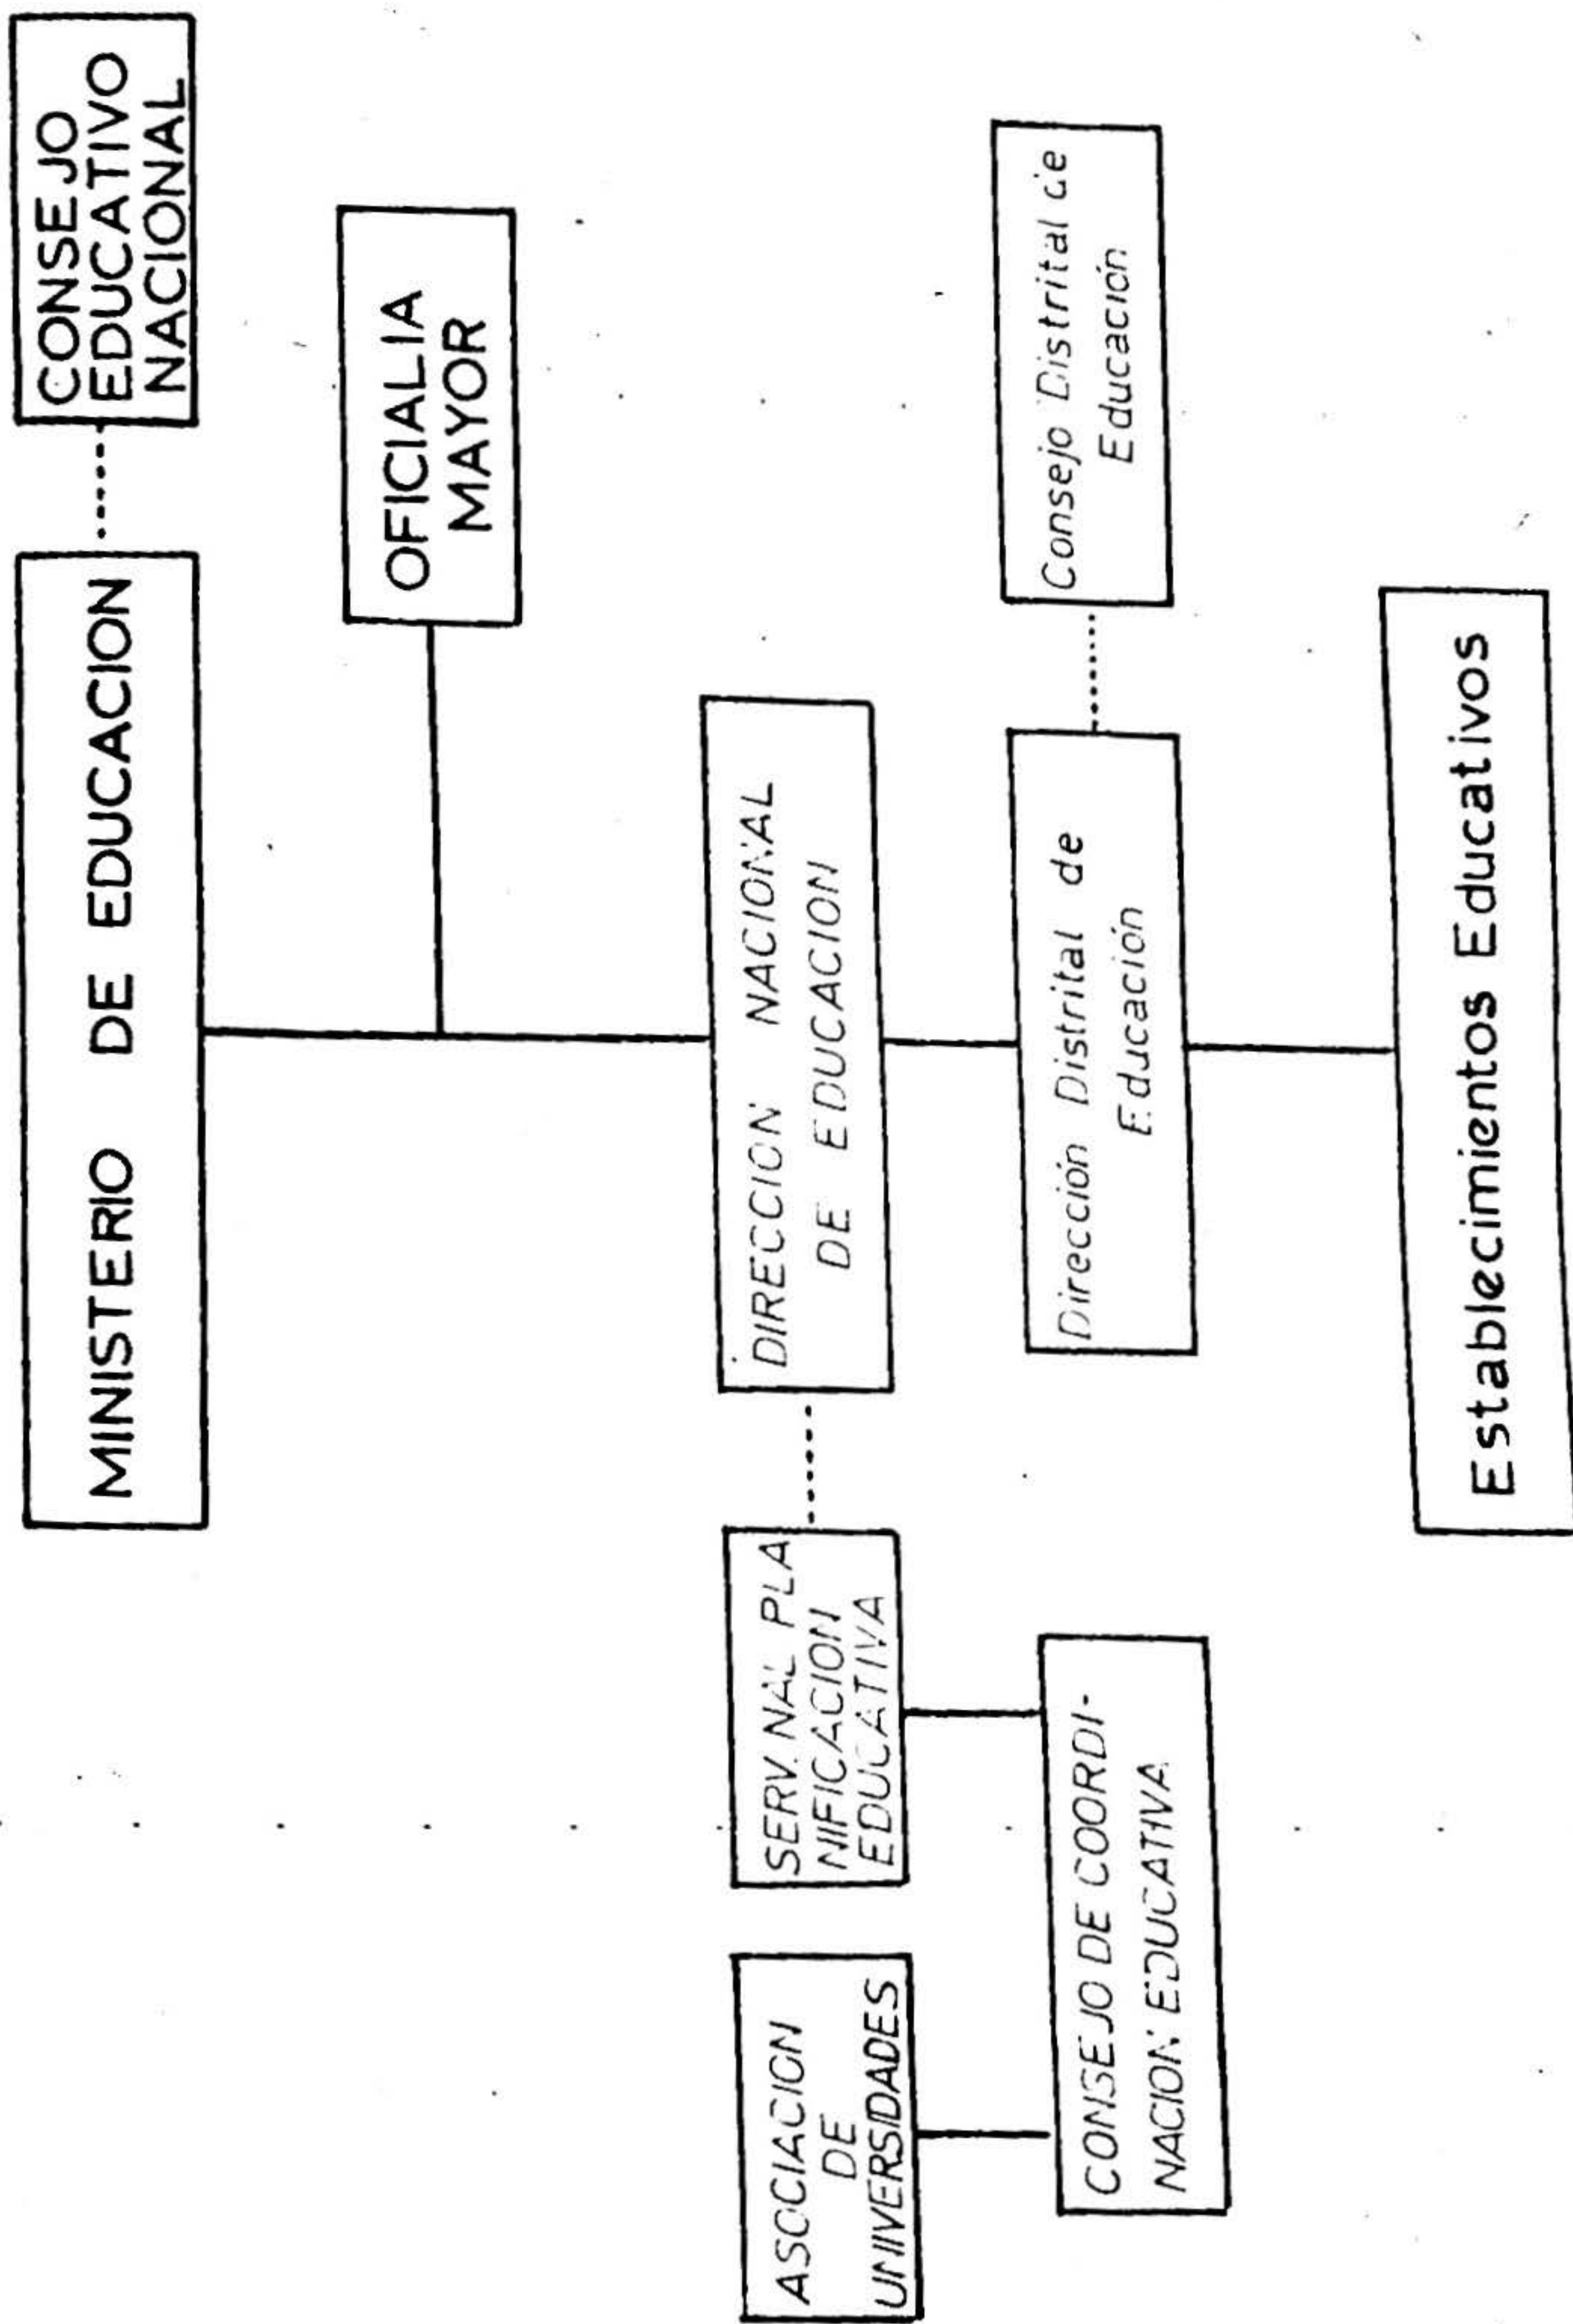 MINISTERIO DE EDUCACION
CONSEJO
EDUCATIVO
NACIONAL
OFICIALIA
MAYOR
ASOCIACION
DE
UNIVERSIDADES
SERV. NAL PLA
NIFICACION
EDUCATIVA
DIRECCION NACIONAL
DE EDUCACION
CONSEJO DE COORDI-
NACION EDUCATIVA
Dirección Distrital de
Educación
Consejo Distrital de
Educación
Establecimientos Educativos